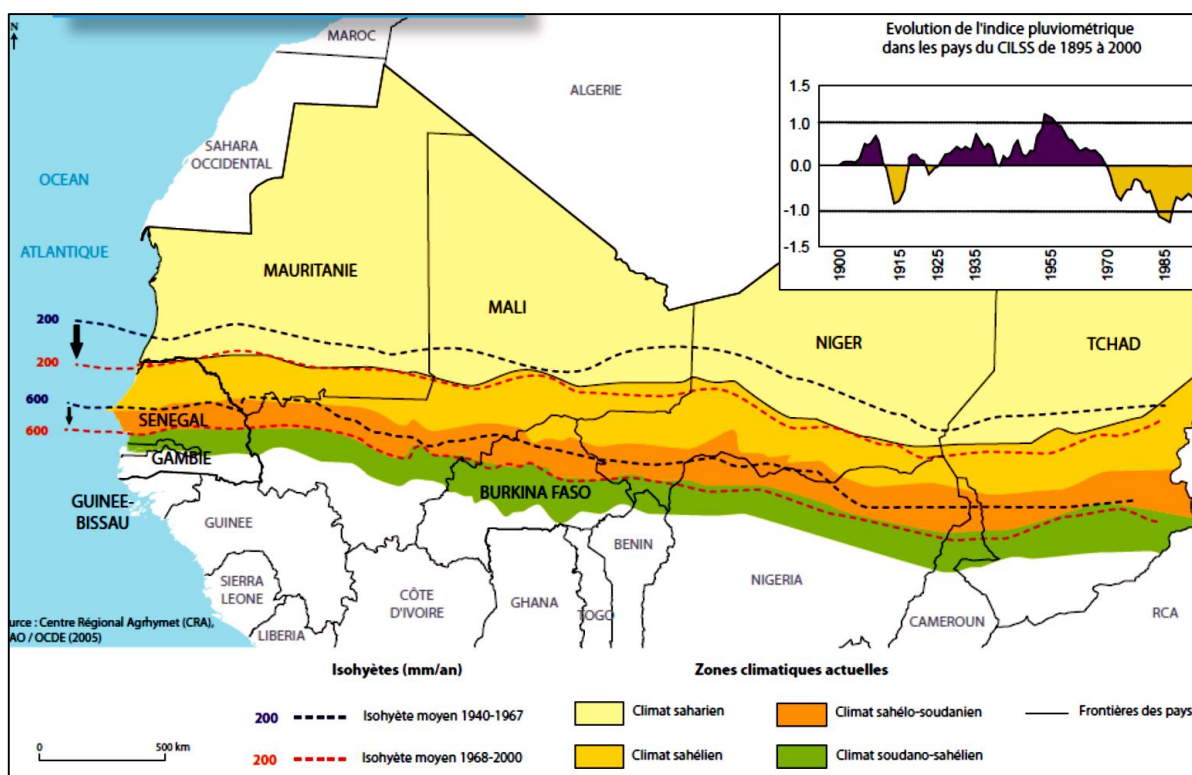 N
MAROC
ALGERIE
SAHARA
OCCIDENTAL
OCEAN
ATLANTIQUE
MAURITANIE
MALI
NIGER
TCHAD
200
200
600
600
SENEGAL
GAMBIE
GUINEE-
BISSAU
GUINEE
SIERRA
LEONE
LIBERIA
CÔTE
D'IVOIRE
BURKINA FASO
GHANA
TOGO
BENIN
NIGERIA
CAMEROUN
RCA
Evolution de l'indice pluviométrique
dans les pays du CILSS de 1895 à 2000
1.5
1.0
0.0
-1.0
-1.5
1900
1915
1925
1935
1955
1970
1985
urce : Centre Régional Agrhymet (CRA),
AO / OCDE (2005)
Isohyètes (mm/an)
200 Isohyète moyen 1940-1967
200 Isohyète moyen 1968-2000
0 500 km
Zones climatiques actuelles
Climat saharien
Climat sahélien
Climat sahélo-soudanien
Climat soudano-sahélien
Frontières des pays